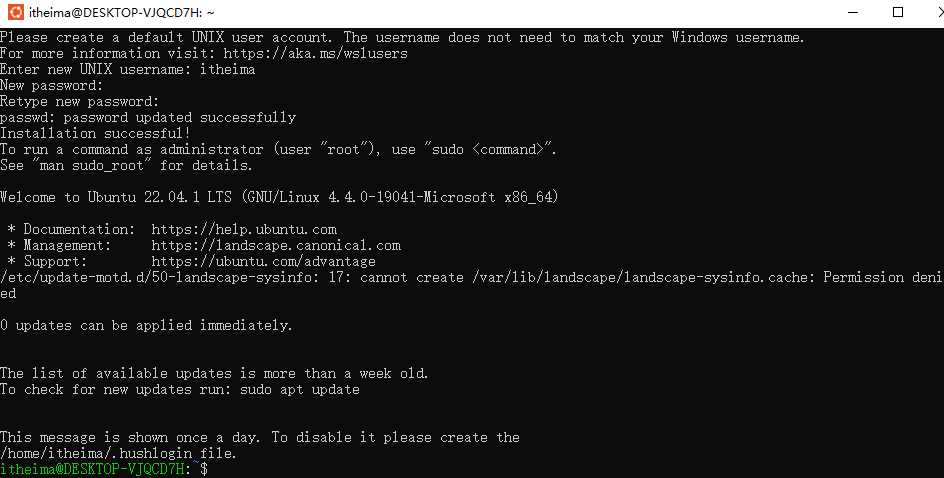 itheima@DESKTOP-VJQCD7H: ~
Please create a default UNIX user account. The username does not need to match your Windows username.
For more information visit: https://aka.ms/wslusers
Enter new UNIX username: itheima
New password:
Retype new password:
passwd: password updated successfully
Installation successful!
To run a command as administrator (user "root"), use "sudo <command>".
See "man sudo_root" for details.
Welcome to Ubuntu 22.04.1 LTS (GNU/Linux 4.4.0-19041-Microsoft x86_64)
* Documentation:  https://help.ubuntu.com
* Management:     https://landscape.canonical.com
* Support:        https://ubuntu.com/advantage
/etc/update-motd.d/50-landscape-sysinfo: 17: cannot create /var/lib/landscape/landscape-sysinfo.cache: Permission deni
ed
0 updates can be applied immediately.
The list of available updates is more than a week old.
To check for new updates run: sudo apt update
This message is shown once a day. To disable it please create the
/home/itheima/.hushlogin file.
itheima@DESKTOP-VJQCD7H:~$